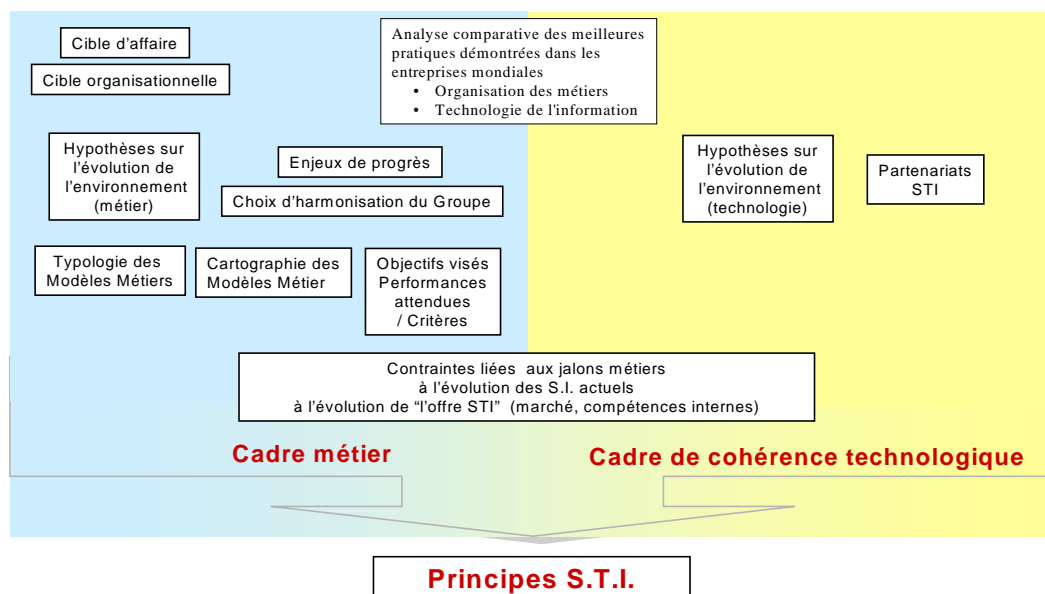 Cible d'affaire
Cible organisationnelle
Analyse comparative des meilleures
pratiques démontrées dans les
entreprises mondiales
• Organisation des métiers
• Technologie de l'information
Hypothèses sur
l'évolution de
l'environnement
(métier)
Enjeux de progrès
Choix d'harmonisation du Groupe
Hypothèses sur
l'évolution de
l'environnement
(technologie)
Partenariats
STI
Typologie des
Modèles Métiers
Cartographie des
Modèles Métier
Objectifs visés
Performances
attendues
/ Critères
Contraintes liées aux jalons métiers
à l'évolution des S.I. actuels
à l'évolution de “l'offre STI” (marché, compétences internes)
Cadre métier
Cadre de cohérence technologique
Principes S.T.I.